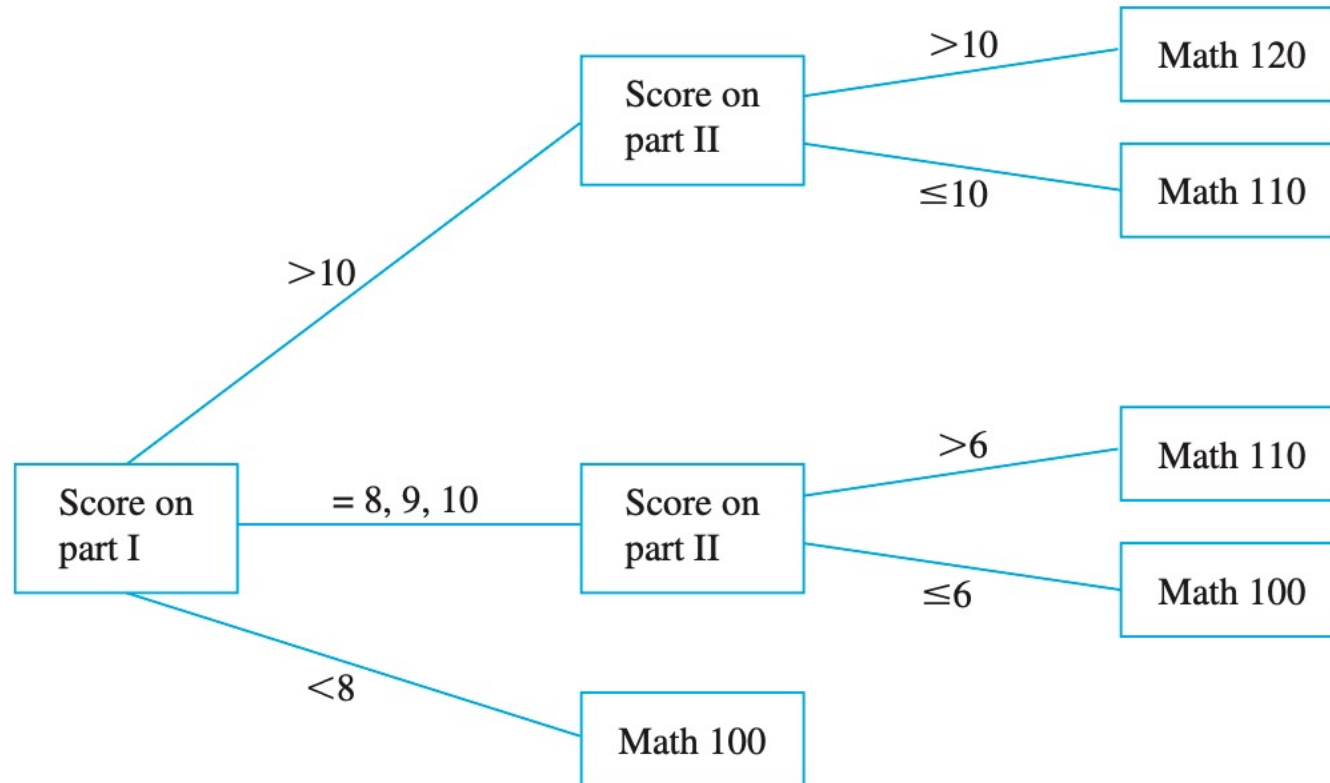 >10
Math 120
Score on
part II
≤10
Math 110
>10
>6
Math 110
Score on
part I
= 8, 9, 10
Score on
part II
≤6
Math 100
<8
Math 100